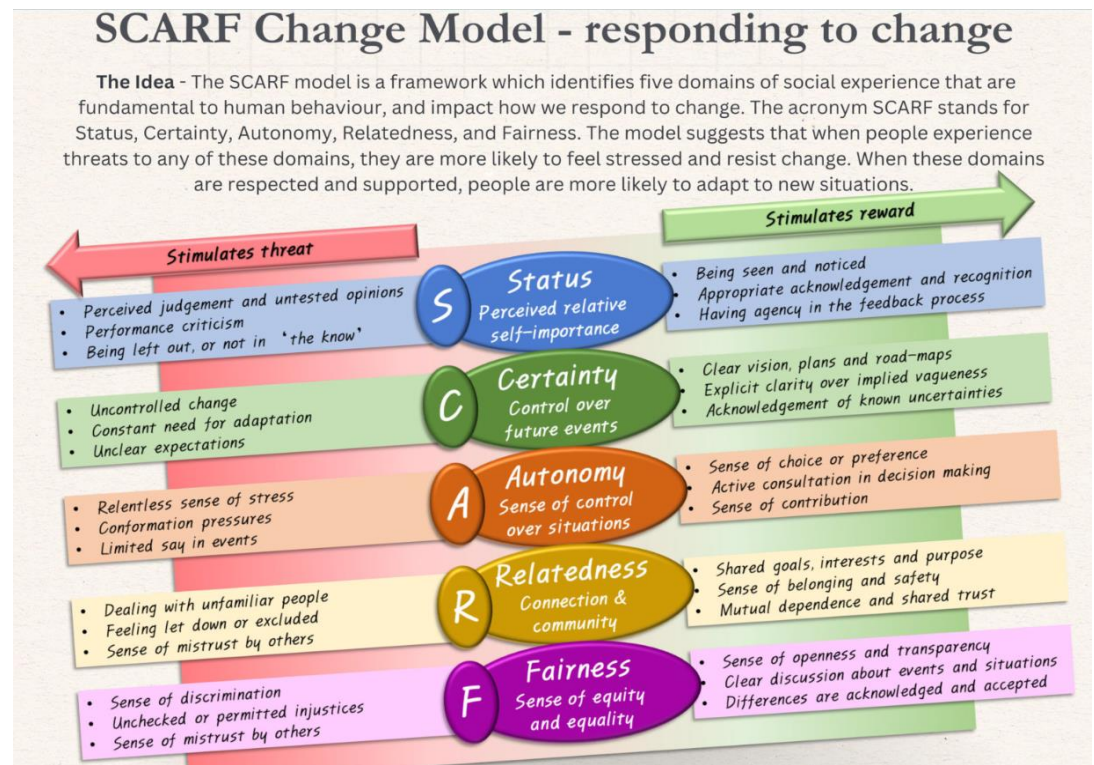 SCARF Change Model - responding to change
The Idea - The SCARF model is a framework which identifies five domains of social experience that are
fundamental to human behaviour, and impact how we respond to change. The acronym SCARF stands for
Status, Certainty, Autonomy, Relatedness, and Fairness. The model suggests that when people experience
threats to any of these domains, they are more likely to feel stressed and resist change. When these domains
are respected and supported, people are more likely to adapt to new situations.
Stimulates threat
Stimulates reward
• Perceived judgement and untested opinions
• Performance criticism
• Being left out, or not in 'the know'
S
Status
Perceived relative
self-importance
• Being seen and noticed
• Appropriate acknowledgement and recognition
• Having agency in the feedback process
• Uncontrolled change
• Constant need for adaptation
• Unclear expectations
C
Certainty
Control over
future events
• Clear vision, plans and road-maps
• Explicit clarity over implied vagueness
• Acknowledgement of known uncertainties
• Relentless sense of stress
• Conformation pressures
• Limited say in events
A
Autonomy
Sense of control
over situations
• Sense of choice or preference
• Active consultation in decision making
• Sense of contribution
• Dealing with unfamiliar people
• Feeling let down or excluded
• Sense of mistrust by others
R
Relatedness
Connection &
community
• Shared goals, interests and purpose
• Sense of belonging and safety
• Mutual dependence and shared trust
• Sense of discrimination
• Unchecked or permitted injustices
• Sense of mistrust by others
F
Fairness
Sense of equity
and equality
• Sense of openness and transparency
• Clear discussion about events and situations
• Differences are acknowledged and accepted